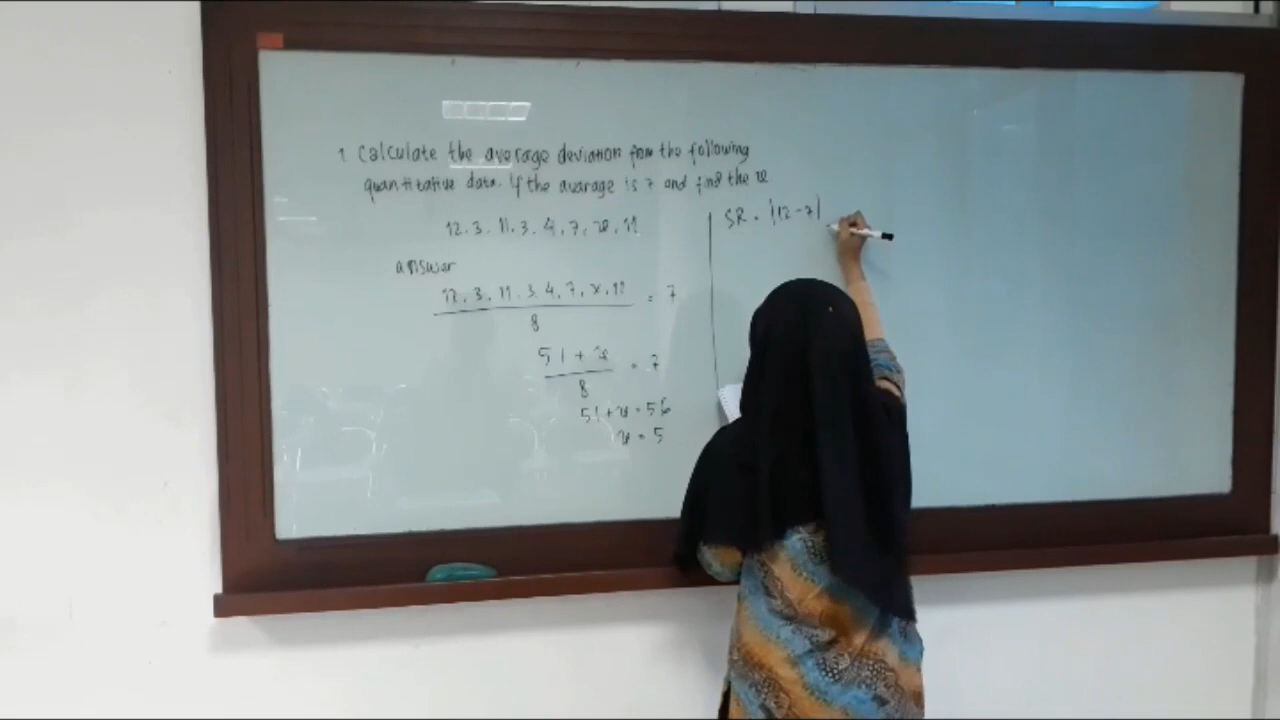 1. Calculate the average deviation from the following
quantitative data. If the avarage is 7 and find the x
12, 3, 11, 3, 4, 7, x, 11
answer
12, 3, 11, 3, 4, 7, x, 11 = 7
8
51 + x = 7
8
51 + x = 56
x = 5
SR = |12 - 7|